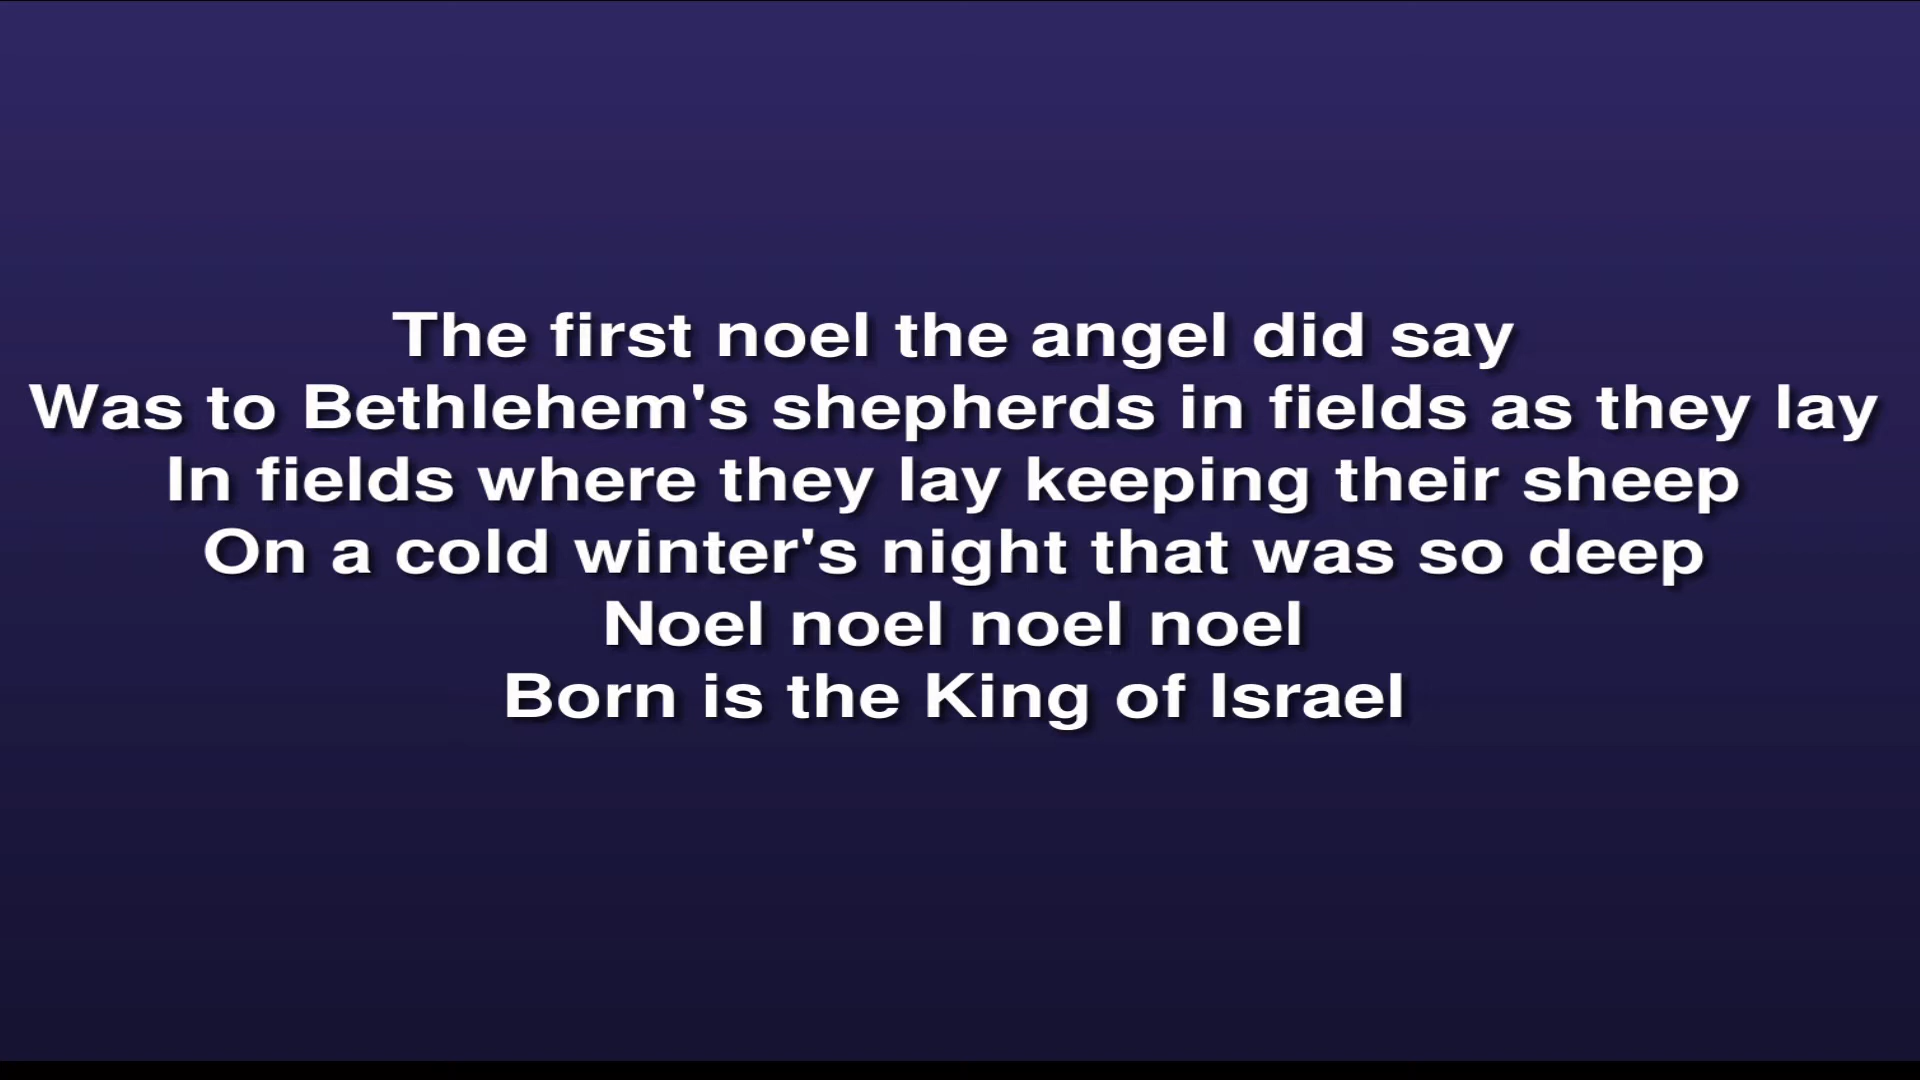 The first noel the angel did say
Was to Bethlehem's shepherds in fields as they lay
In fields where they lay keeping their sheep
On a cold winter's night that was so deep
Noel noel noel noel
Born is the King of Israel